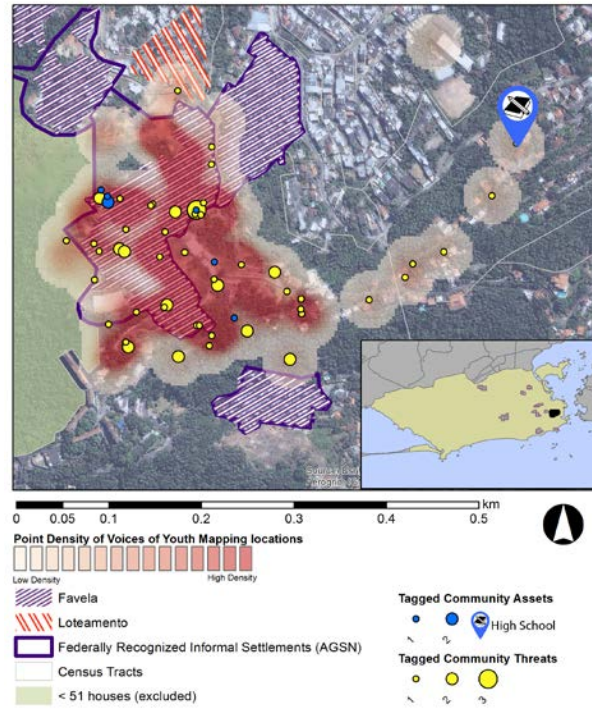 km
0 0.05 0.1 0.2 0.3 0.4 0.5
Point Density of Voices of Youth Mapping locations
Low Density High Density
Favela
Loteamento
Federally Recognized Informal Settlements (AGSN)
Census Tracts
< 51 houses (excluded)
Tagged Community Assets
1 2 High School
Tagged Community Threats
1 2 3